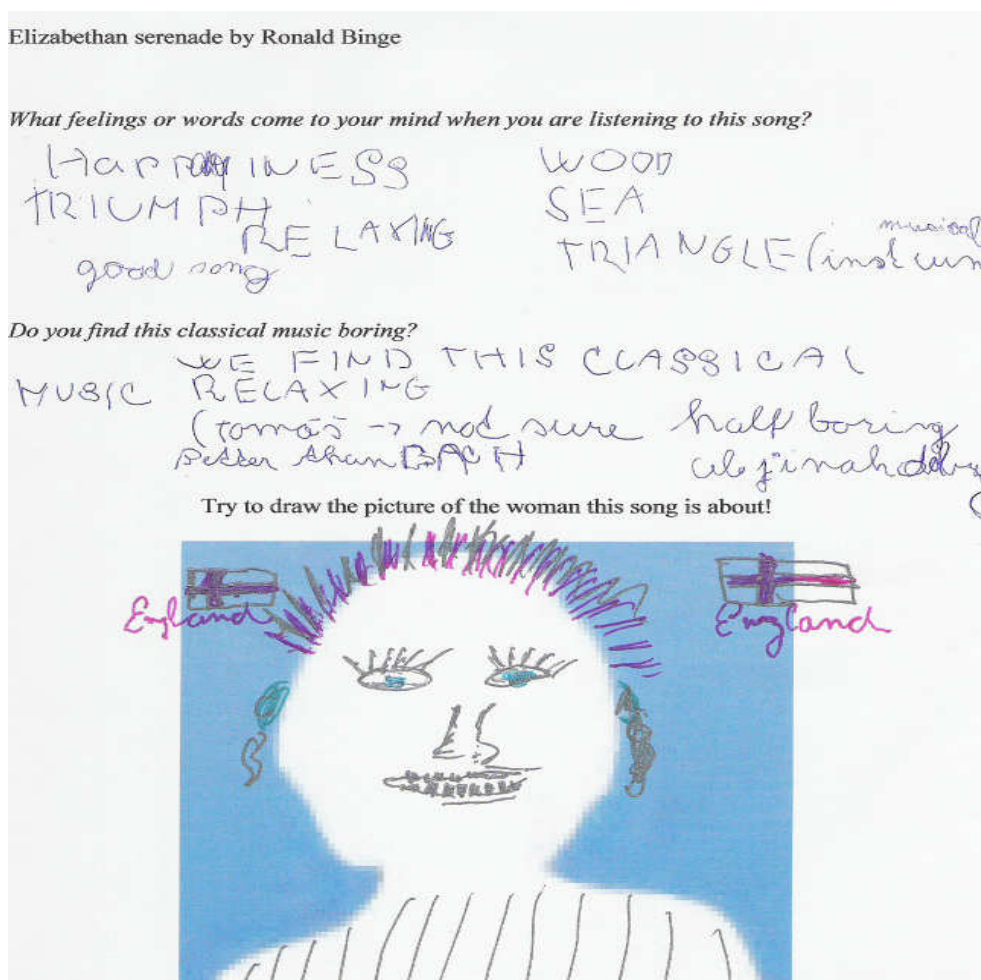 Elizabethan serenade by Ronald Binge
What feelings or words come to your mind when you are listening to this song?
HAPPINESS
WOOD
TRIUMPH
SEA
RELAXING
TRIANGLE (musical
good song
Do you find this classical music boring?
WE FIND THIS CLASSICAL
MUSIC RELAXING
(Tomáš → not sure half boring
better than BACH
Try to draw the picture of the woman this song is about!
England
England